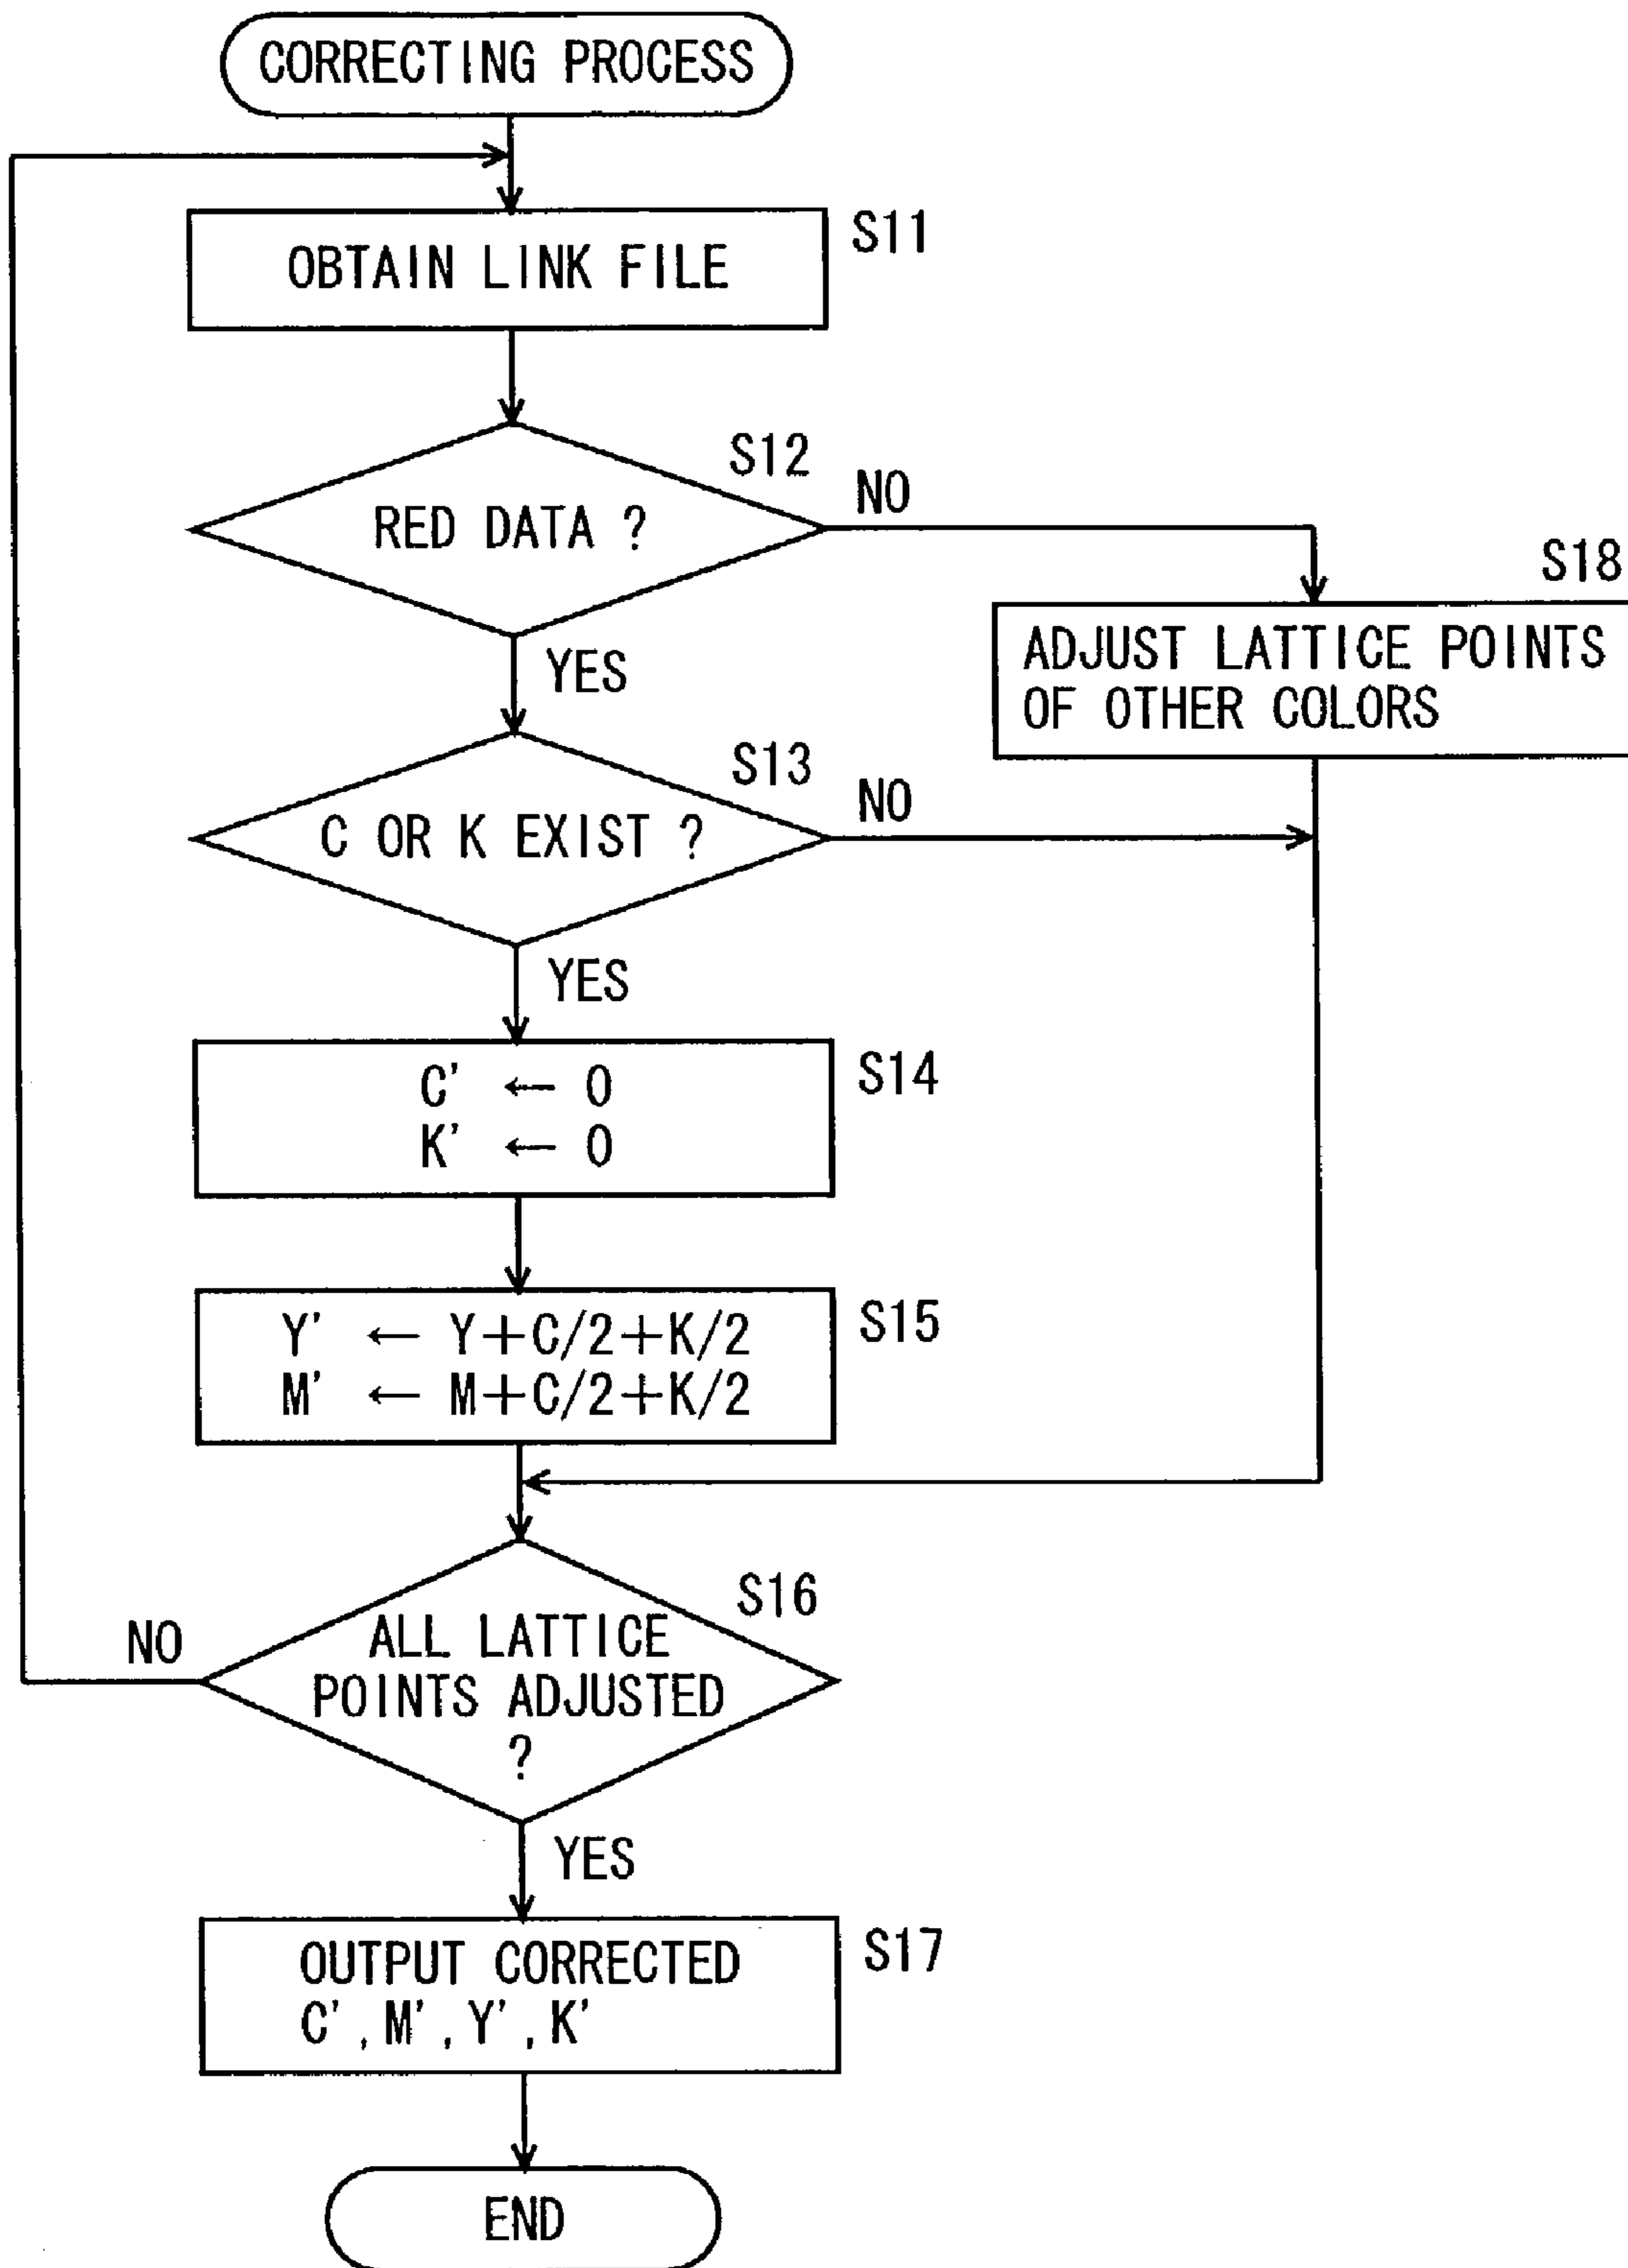 CORRECTING PROCESS
S11
OBTAIN LINK FILE
S12
RED DATA ?
NO
S18
ADJUST LATTICE POINTS
OF OTHER COLORS
YES
S13
C OR K EXIST ?
NO
YES
S14
C' ← 0
K' ← 0
S15
Y' ← Y+C/2+K/2
M' ← M+C/2+K/2
S16
NO
ALL LATTICE
POINTS ADJUSTED
?
YES
S17
OUTPUT CORRECTED
C', M', Y', K'
END